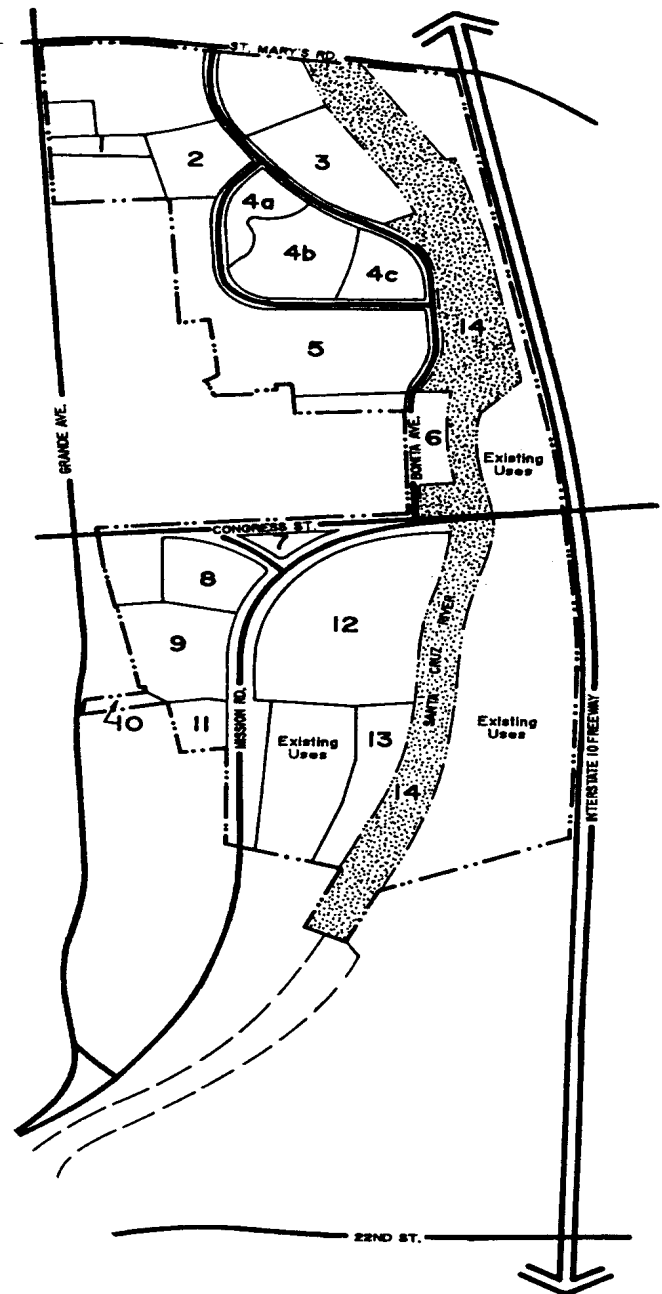 ST. MARY'S RD.
1
2
3
4a
4b
4c
14
5
GRANDE AVE.
BONITA AVE.
6
Existing
Uses
CONGRESS ST.
7
8
12
9
SANTA CRUZ RIVER
10
11
MISSION RD.
Existing
Uses
13
Existing
Uses
14
INTERSTATE 10 FREEWAY
22ND ST.